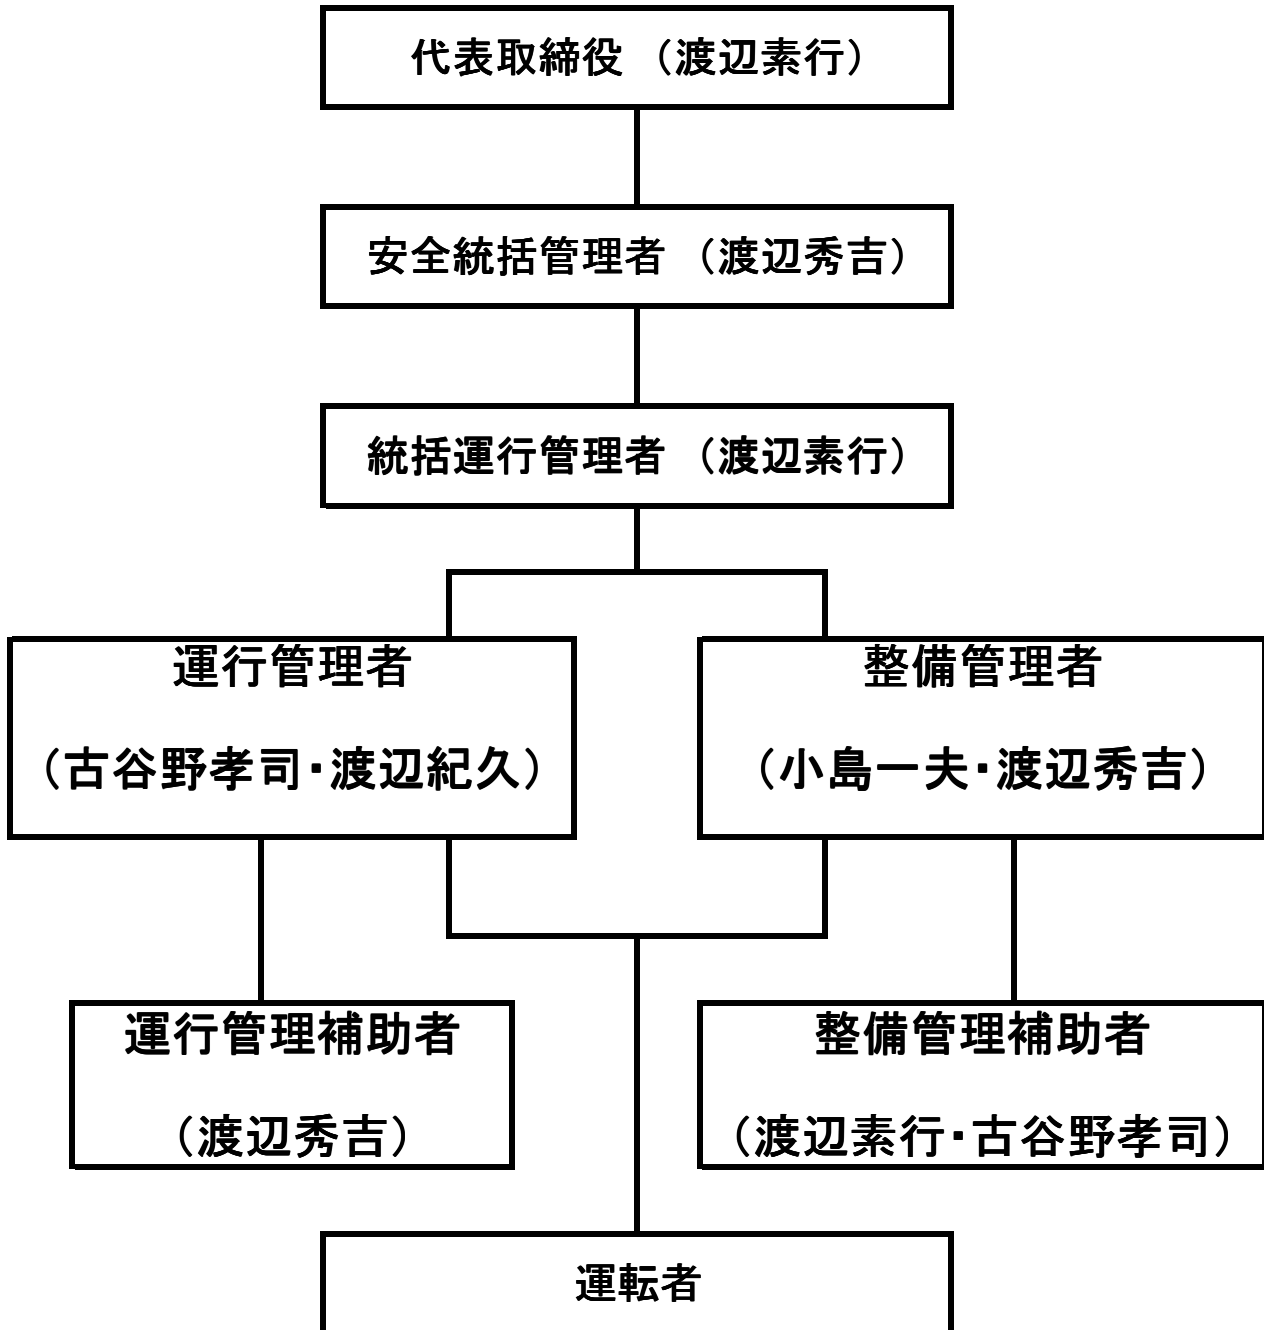 代表取締役 （渡辺素行）
安全統括管理者 （渡辺秀吉）
統括運行管理者 （渡辺素行）
運行管理者
（古谷野孝司・渡辺紀久）
整備管理者
（小島一夫・渡辺秀吉）
運行管理補助者
（渡辺秀吉）
整備管理補助者
（渡辺素行・古谷野孝司）
運転者